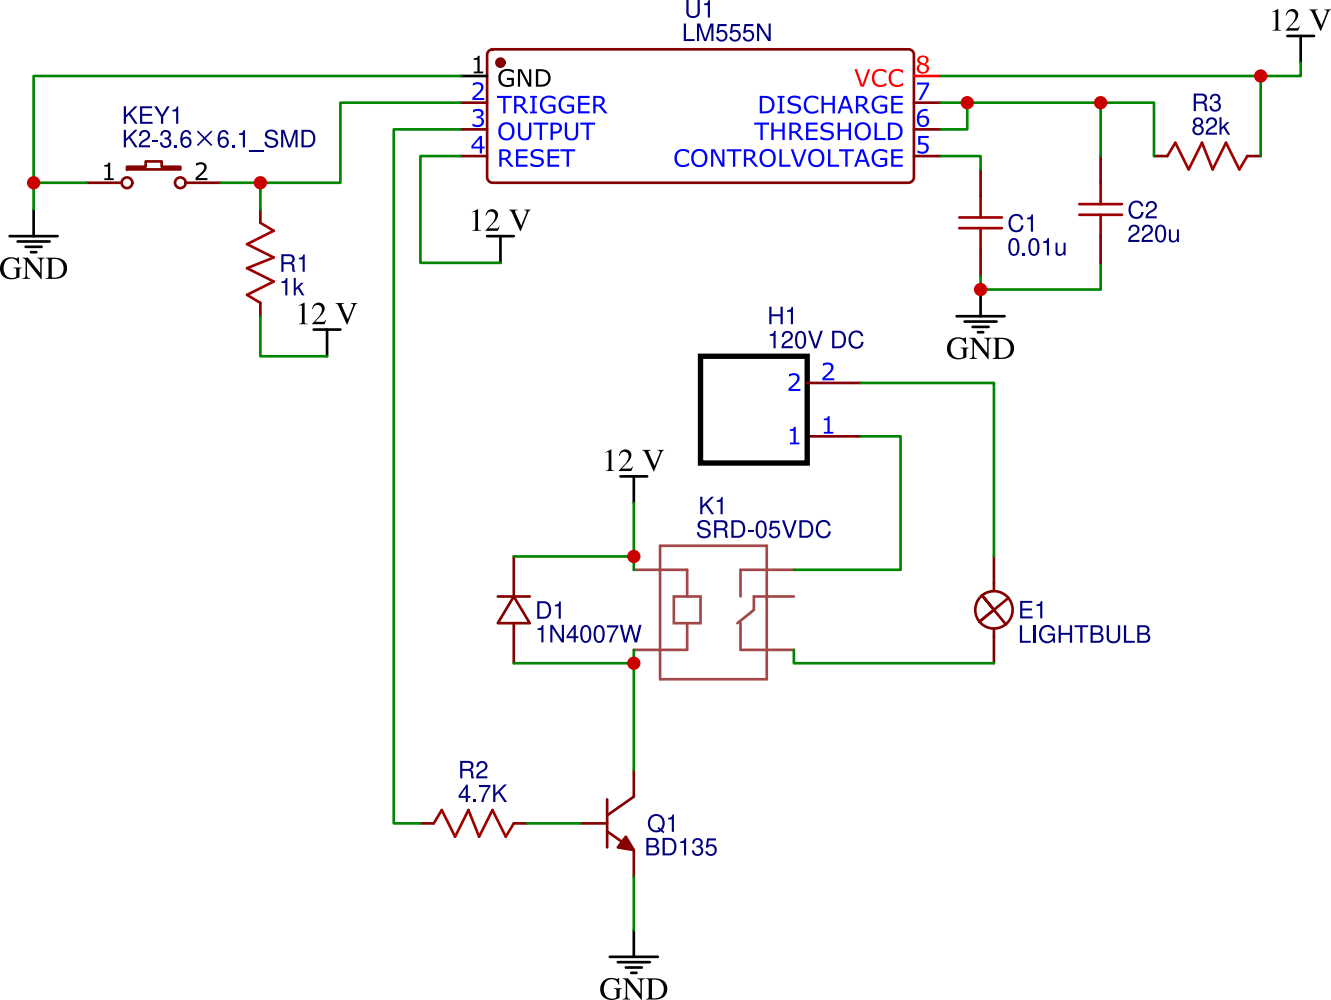 U1
LM555N
12 V
1
GND
2
TRIGGER
3
OUTPUT
4
RESET
VCC
8
DISCHARGE
7
THRESHOLD
6
CONTROLVOLTAGE
5
R3
82k
KEY1
K2-3.6×6.1_SMD
1
2
GND
R1
1k
12 V
12 V
C1
0.01u
C2
220u
GND
H1
120V DC
2
2
1
1
12 V
K1
SRD-05VDC
D1
1N4007W
E1
LIGHTBULB
R2
4.7K
Q1
BD135
GND